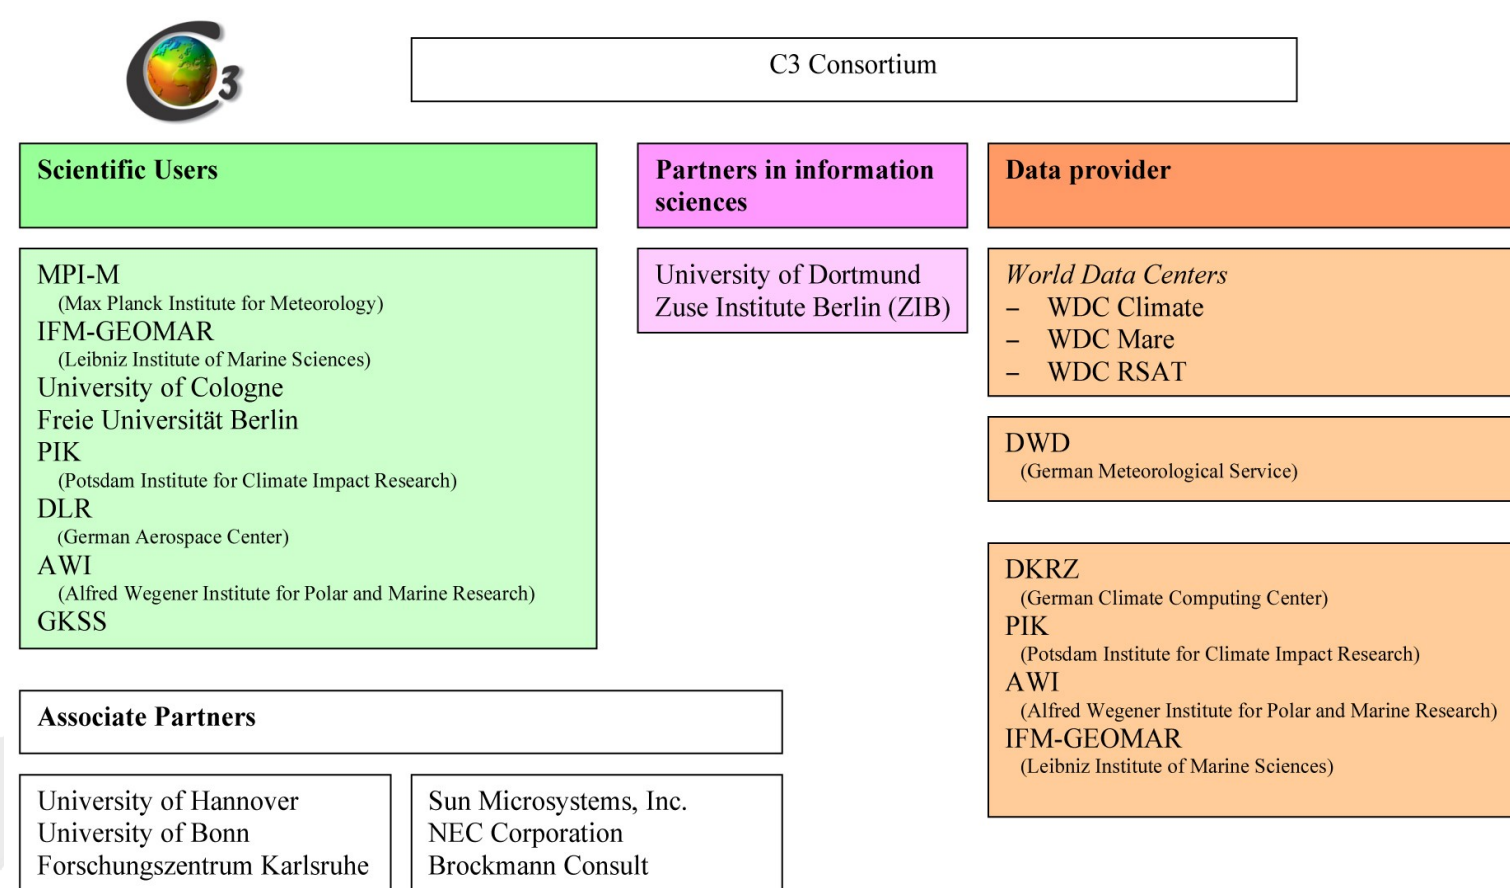 3
C3 Consortium
Scientific Users
MPI-M
(Max Planck Institute for Meteorology)
IFM-GEOMAR
(Leibniz Institute of Marine Sciences)
University of Cologne
Freie Universität Berlin
PIK
(Potsdam Institute for Climate Impact Research)
DLR
(German Aerospace Center)
AWI
(Alfred Wegener Institute for Polar and Marine Research)
GKSS
Partners in information
sciences
University of Dortmund
Zuse Institute Berlin (ZIB)
Data provider
World Data Centers
– WDC Climate
– WDC Mare
– WDC RSAT
DWD
(German Meteorological Service)
DKRZ
(German Climate Computing Center)
PIK
(Potsdam Institute for Climate Impact Research)
AWI
(Alfred Wegener Institute for Polar and Marine Research)
IFM-GEOMAR
(Leibniz Institute of Marine Sciences)
Associate Partners
University of Hannover
University of Bonn
Forschungszentrum Karlsruhe
Sun Microsystems, Inc.
NEC Corporation
Brockmann Consult